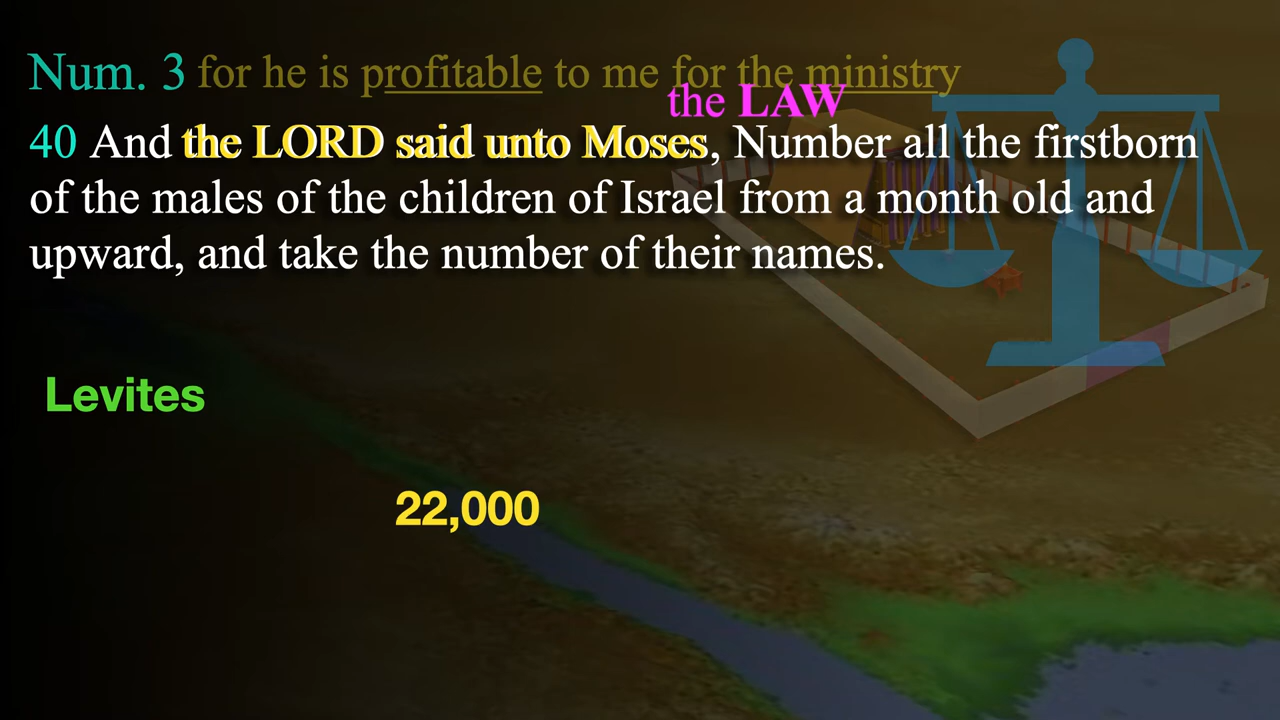 Num. 3 for he is profitable to me for the ministry
the LAW
40 And the LORD said unto Moses, Number all the firstborn
of the males of the children of Israel from a month old and
upward, and take the number of their names.
Levites
22,000